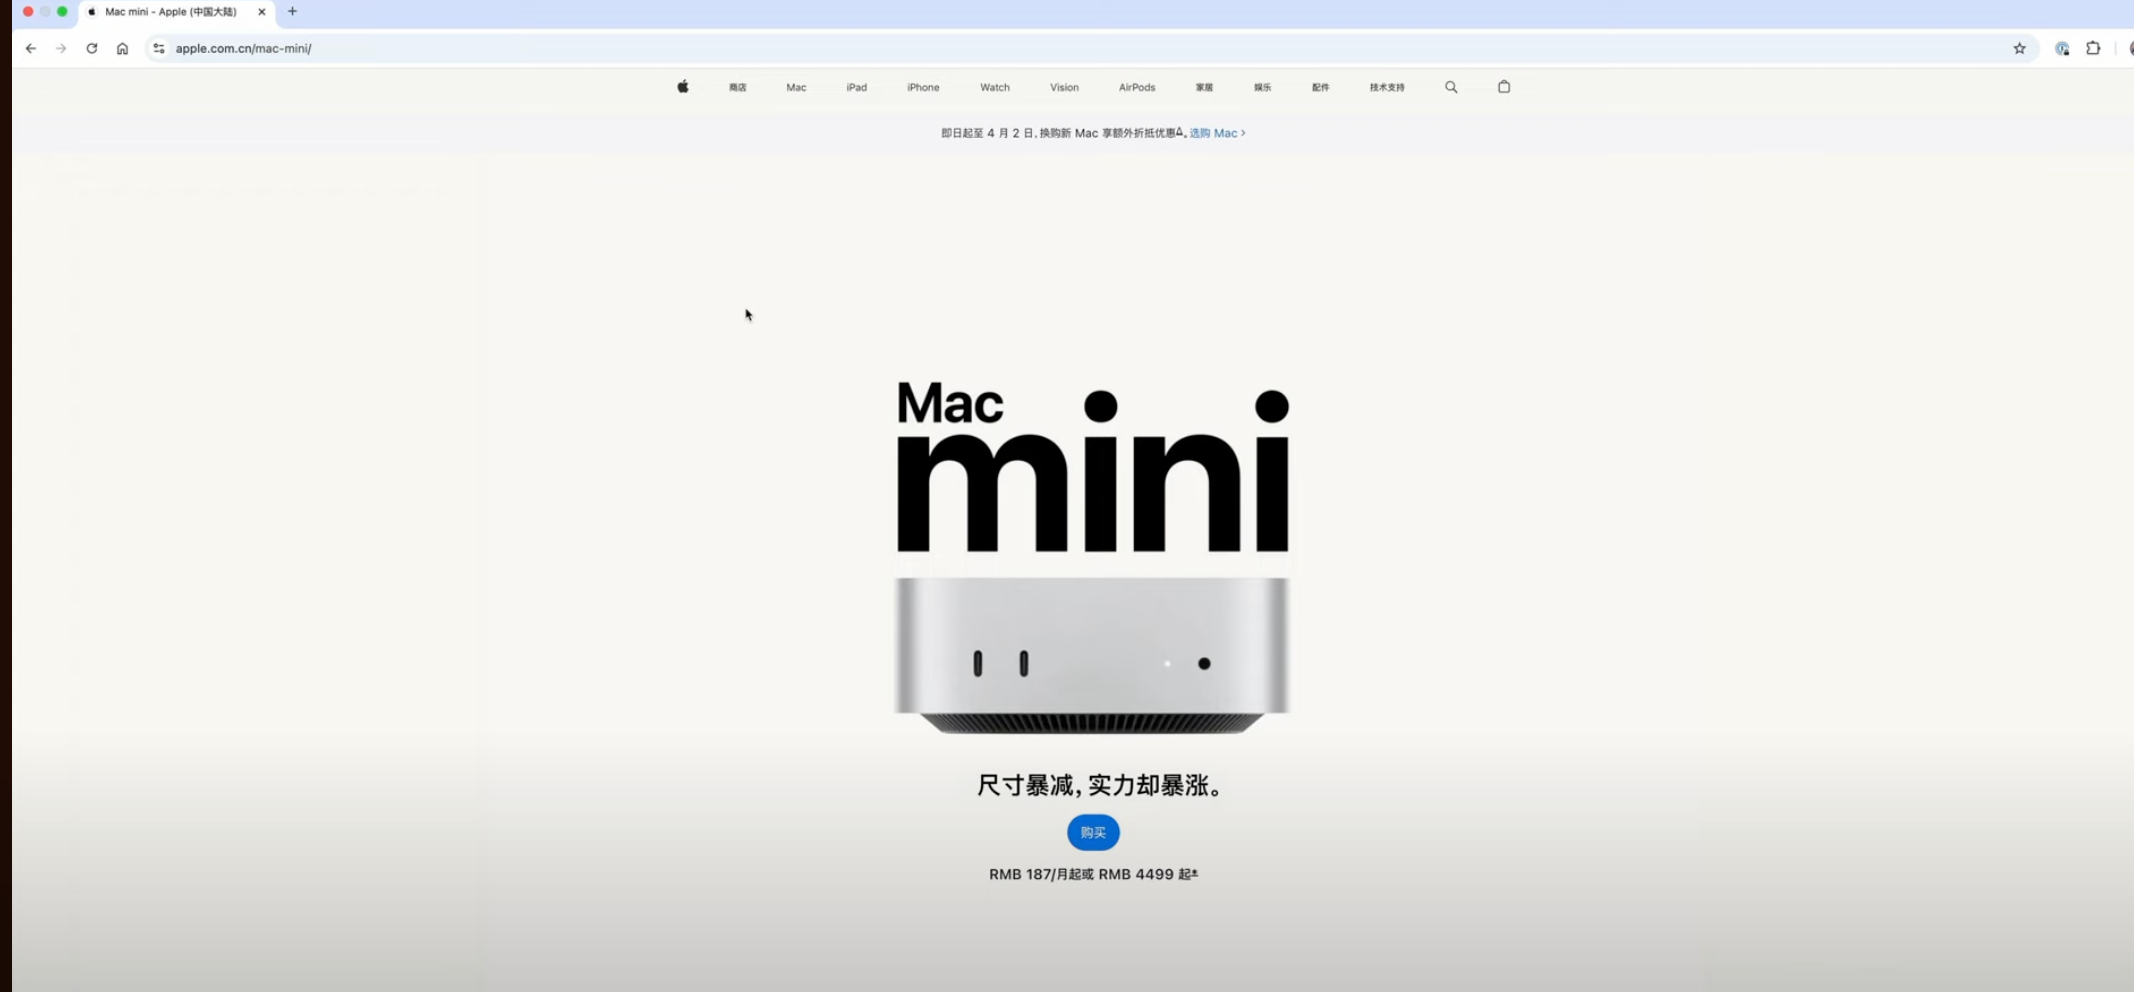 Mac mini - Apple (中国大陆)
apple.com.cn/mac-mini/
商店 Mac iPad iPhone Watch Vision AirPods 家居 娱乐 配件 技术支持
即日起至 4 月 2 日，换购新 Mac 享额外折抵优惠∆。选购 Mac >
Mac
mini
尺寸暴减，实力却暴涨。
购买
RMB 187/月起或 RMB 4499 起*